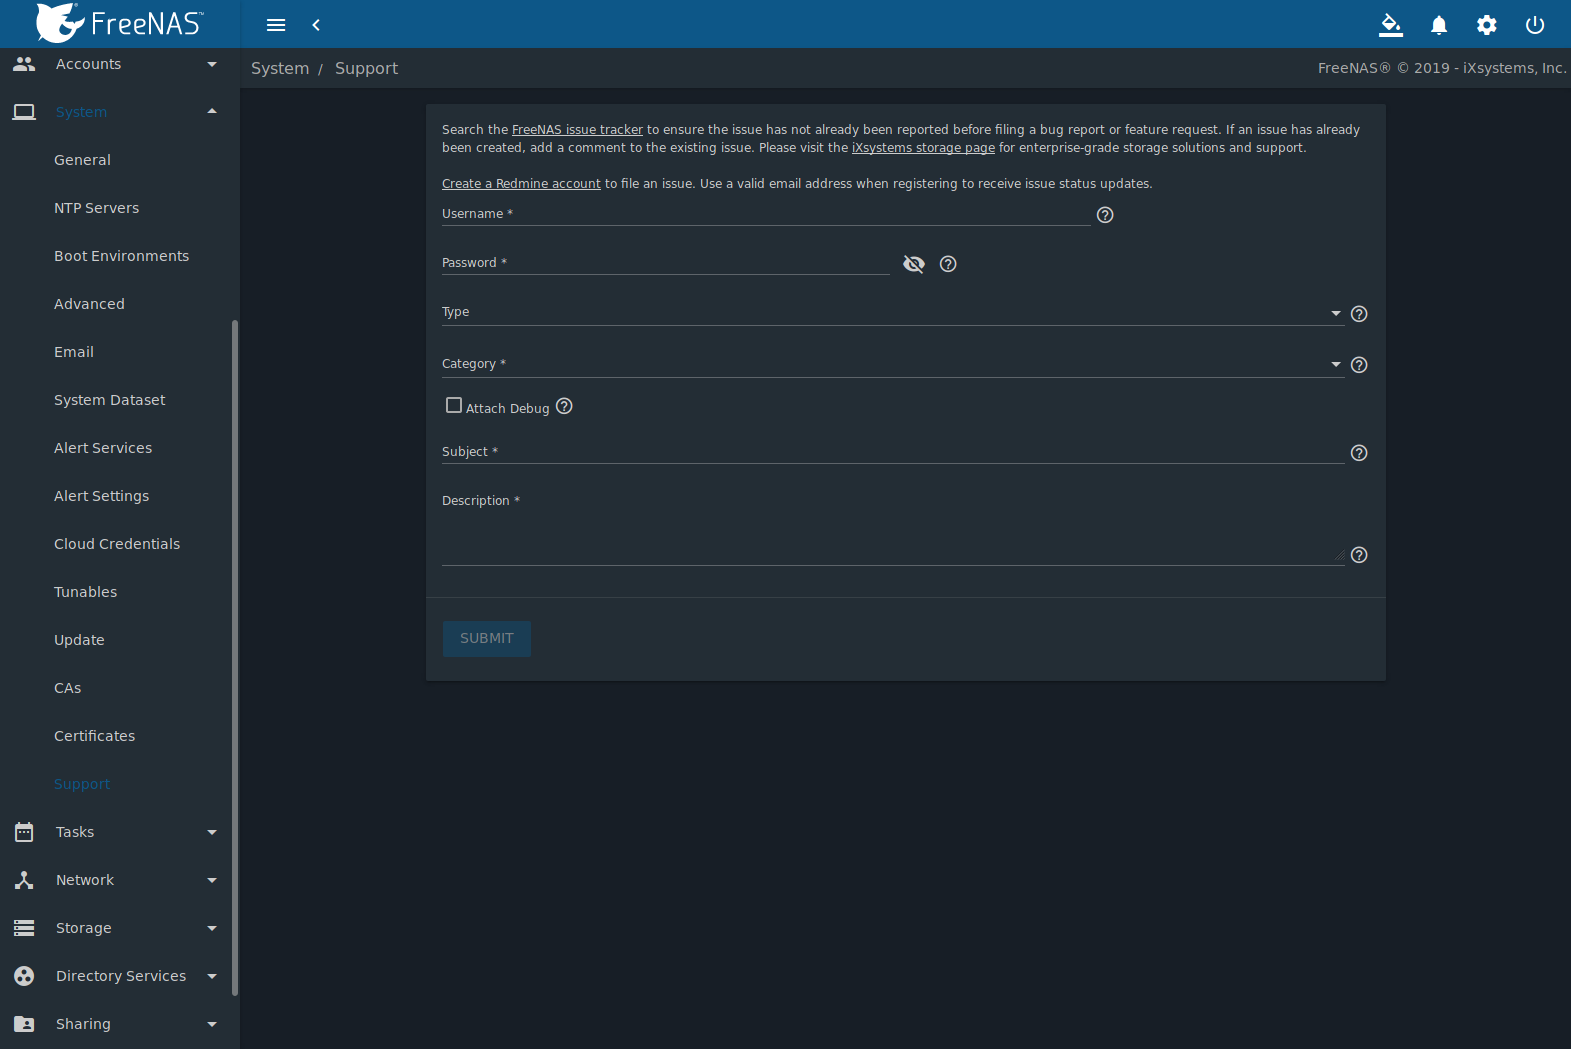 FreeNAS™
System / Support
FreeNAS® © 2019 - iXsystems, Inc.
Accounts
System
General
NTP Servers
Boot Environments
Advanced
Email
System Dataset
Alert Services
Alert Settings
Cloud Credentials
Tunables
Update
CAs
Certificates
Support
Tasks
Network
Storage
Directory Services
Sharing
Search the FreeNAS issue tracker to ensure the issue has not already been reported before filing a bug report or feature request. If an issue has already
been created, add a comment to the existing issue. Please visit the iXsystems storage page for enterprise-grade storage solutions and support.
Create a Redmine account to file an issue. Use a valid email address when registering to receive issue status updates.
Username *
Password *
Type
Category *
Attach Debug
Subject *
Description *
SUBMIT